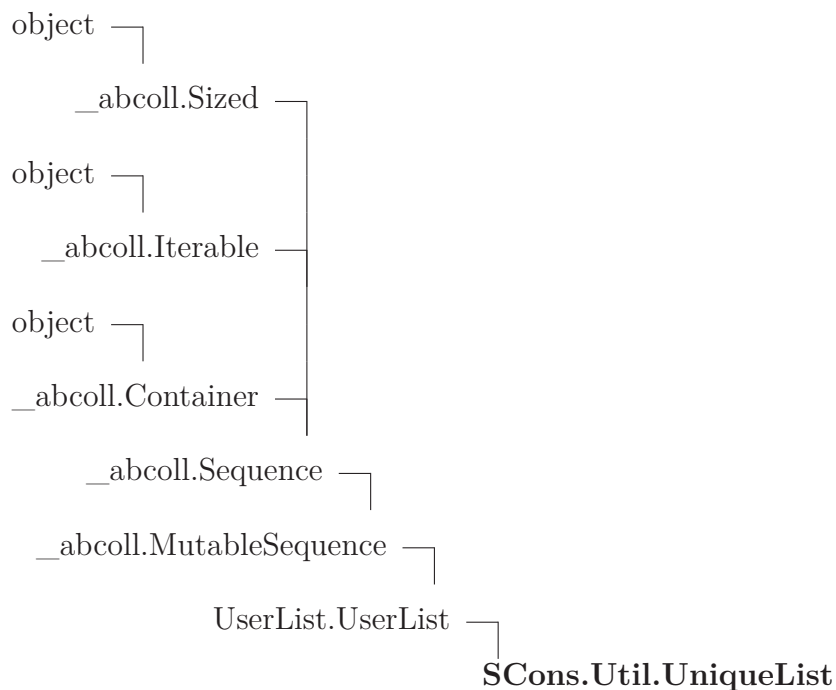 object
_abcoll.Sized
object
_abcoll.Iterable
object
_abcoll.Container
_abcoll.Sequence
_abcoll.MutableSequence
UserList.UserList
SCons.Util.UniqueList